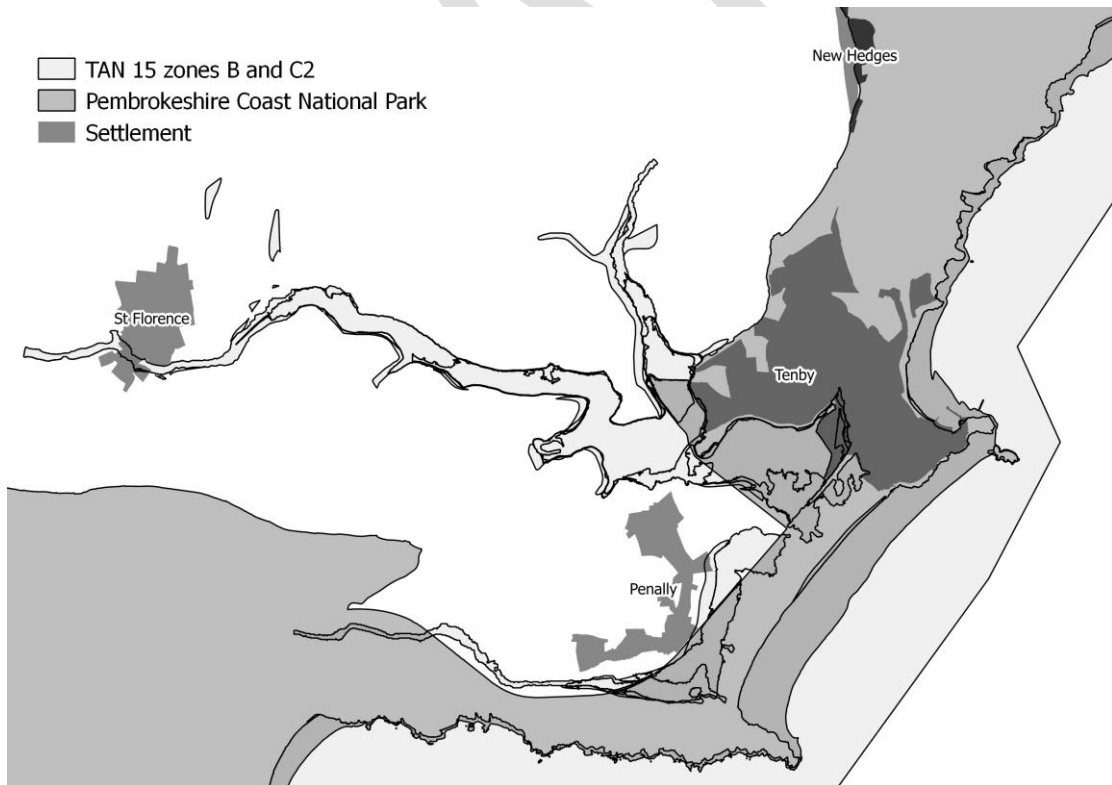 New Hedges
TAN 15 zones B and C2
Pembrokeshire Coast National Park
Settlement
St Florence
Tenby
Penally